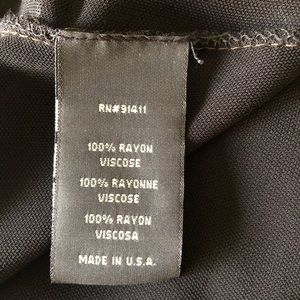 RN#91411
100% RAYON
VISCOSE
100% RAYONNE
VISCOSE
100% RAYON
VISCOSA
MADE IN U.S.A.